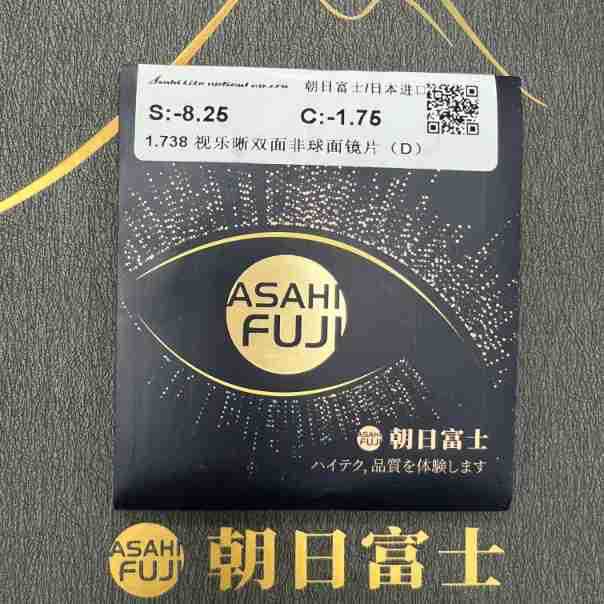 朝日富士/日本进口
S:-8.25 C:-1.75
1.738 视乐晰双面非球面镜片（D）
ASAHI
FUJI
ASAHI
FUJI
朝日富士
ハイテク,品質を体験します
ASAHI
FUJI
朝日富士